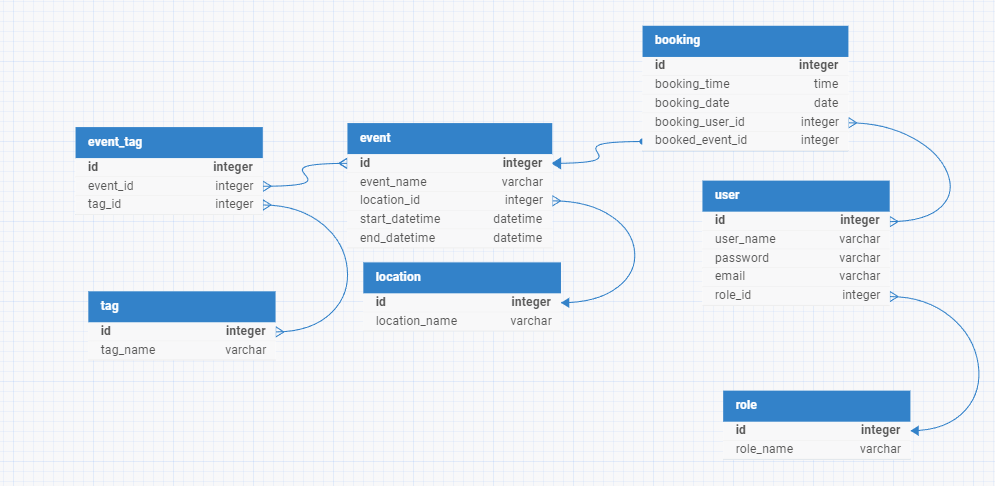 booking
id integer
booking_time time
booking_date date
booking_user_id integer
booked_event_id integer
event_tag
id integer
event_id integer
tag_id integer
event
id integer
event_name varchar
location_id integer
start_datetime datetime
end_datetime datetime
user
id integer
user_name varchar
password varchar
email varchar
role_id integer
location
id integer
location_name varchar
tag
id integer
tag_name varchar
role
id integer
role_name varchar